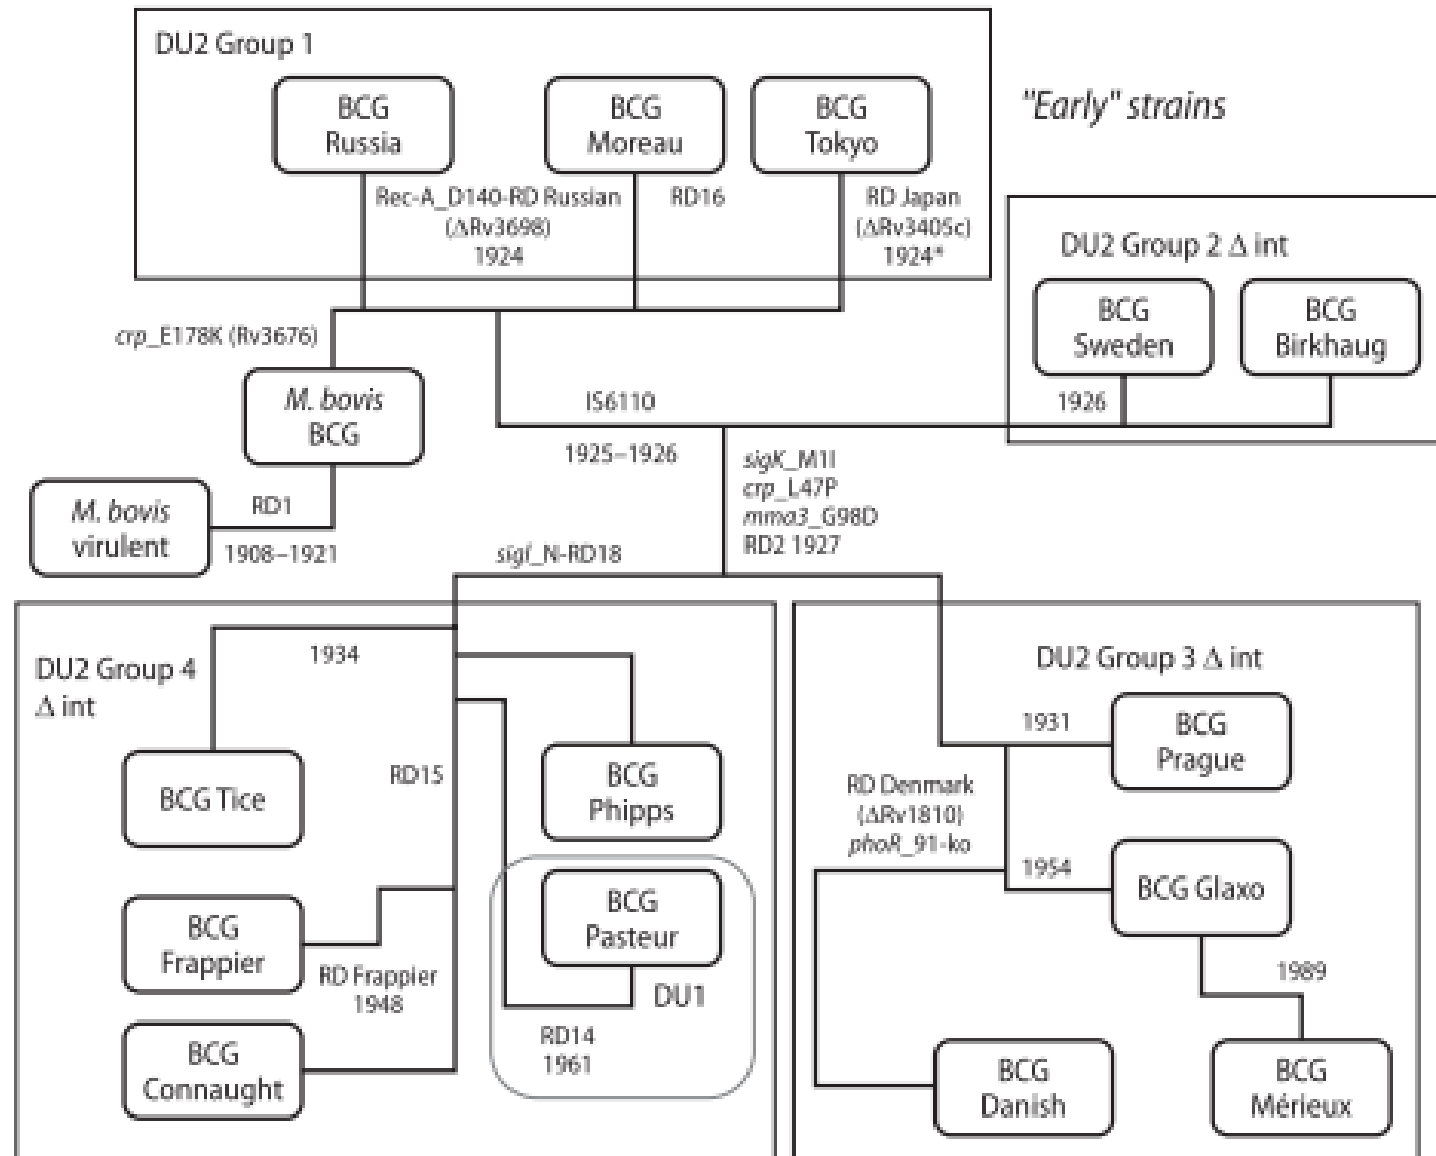 DU2 Group 1
BCG
Russia
BCG
Moreau
BCG
Tokyo
"Early" strains
Rec-A_D140-RD Russian
(ΔRv3698)
1924
RD16
RD Japan
(ΔRv3405c)
1924*
DU2 Group 2 Δ int
BCG
Sweden
BCG
Birkhaug
1926
crp_E178K (Rv3676)
M. bovis
BCG
IS6110
1925–1926
sigK_M1I
crp_L47P
mma3_G98D
RD2 1927
M. bovis
virulent
RD1
1908–1921
sigI_N-RD18
DU2 Group 4
Δ int
1934
BCG Tice
RD15
BCG
Phipps
BCG
Frappier
RD Frappier
1948
BCG
Pasteur
DU1
RD14
1961
BCG
Connaught
DU2 Group 3 Δ int
1931
BCG
Prague
RD Denmark
(ΔRv1810)
phoR_91-ko
1954
BCG Glaxo
1989
BCG
Danish
BCG
Mérieux